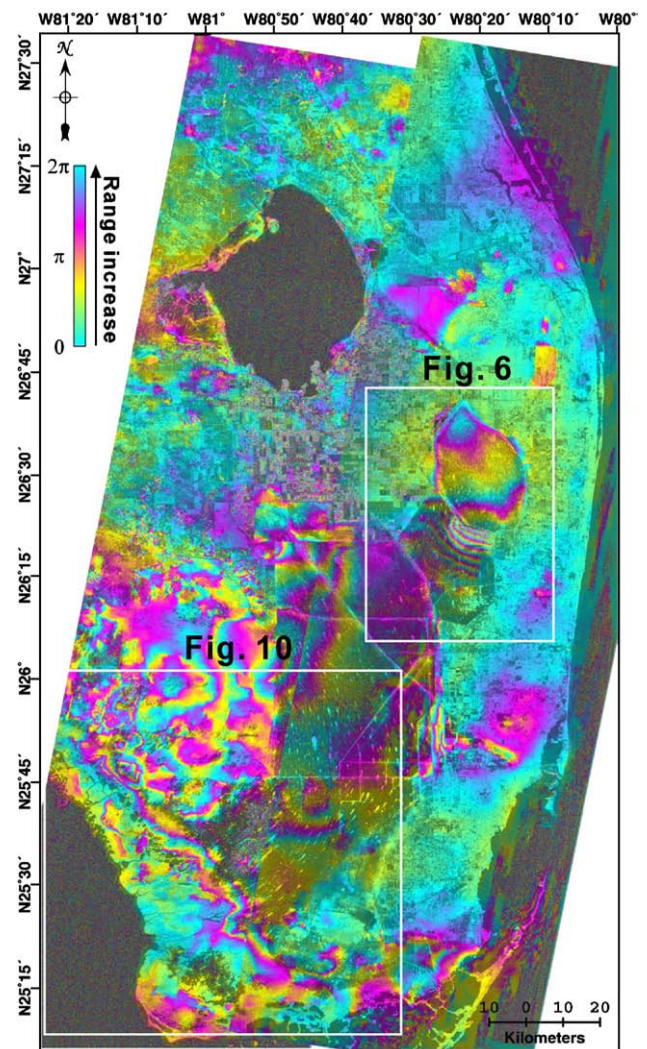 W81°20' W81°10' W81° W80°50' W80°40' W80°30' W80°20' W80°10' W80°
N27°30'
N
2π
Range increase
π
0
N27°15'
N27°
N26°45'
Fig. 6
N26°30'
N26°15'
Fig. 10
N26°
N25°45'
N25°30'
N25°15'
10 0 10 20
Kilometers